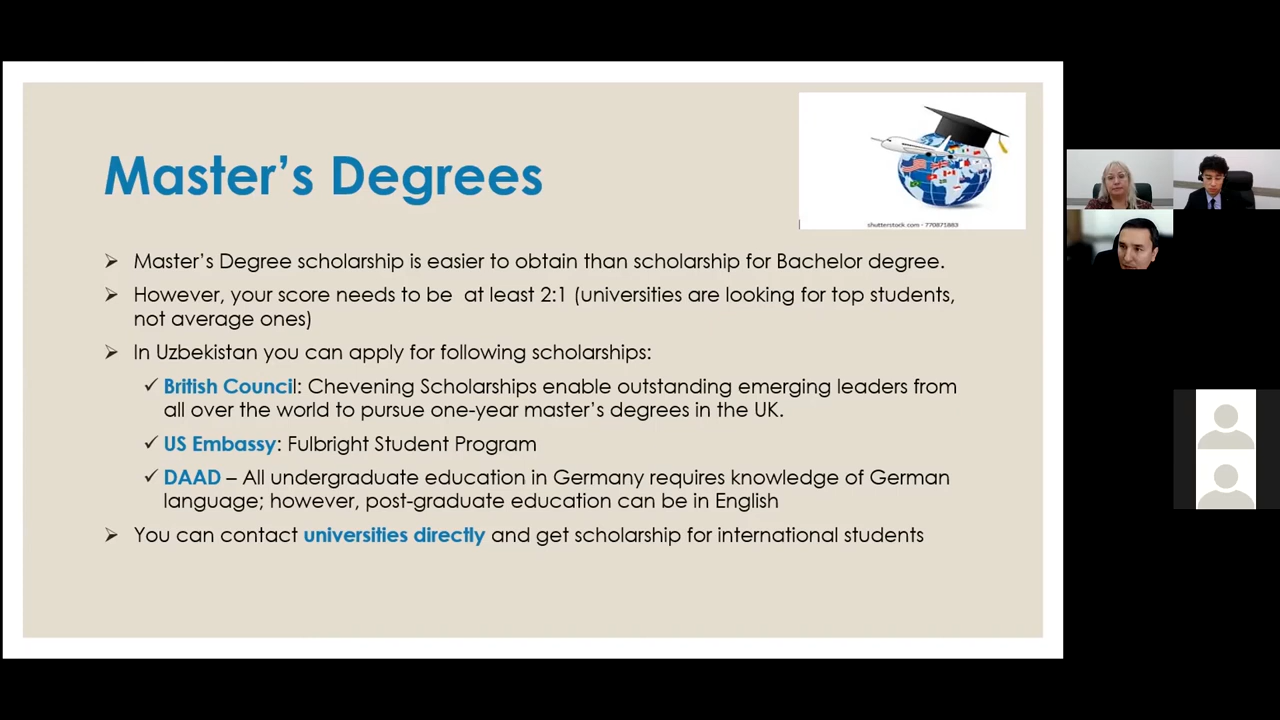 shutterstock.com • 770871883
Master’s Degrees
Master’s Degree scholarship is easier to obtain than scholarship for Bachelor degree.
However, your score needs to be at least 2:1 (universities are looking for top students,
not average ones)
In Uzbekistan you can apply for following scholarships:
British Council: Chevening Scholarships enable outstanding emerging leaders from
all over the world to pursue one-year master’s degrees in the UK.
US Embassy: Fulbright Student Program
DAAD – All undergraduate education in Germany requires knowledge of German
language; however, post-graduate education can be in English
You can contact universities directly and get scholarship for international students